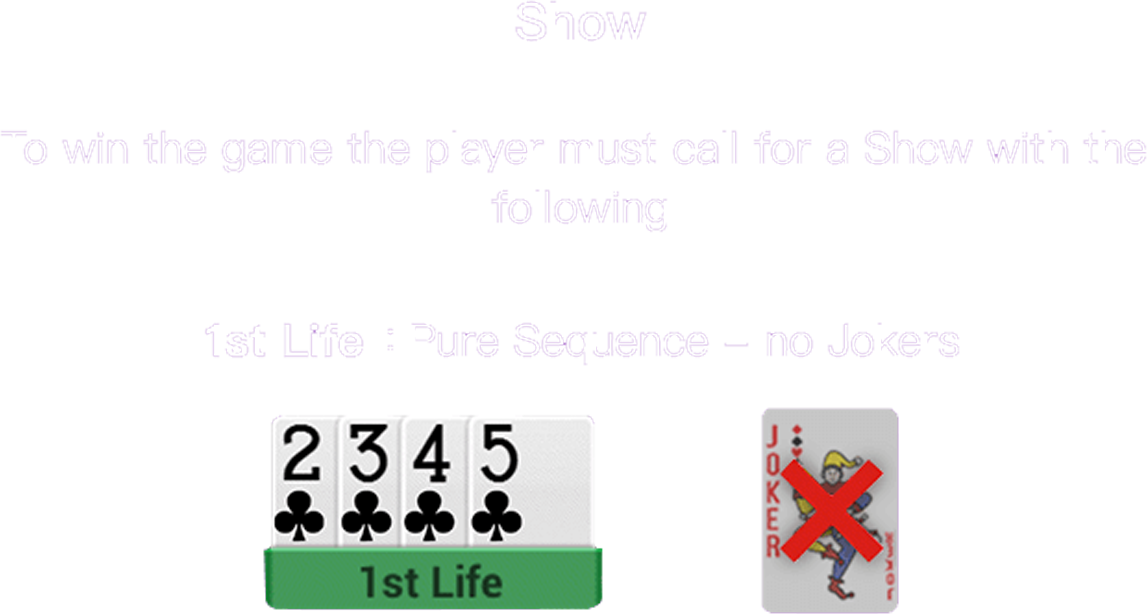 Show
To win the game the player must call for a Show with the
following
1st Life : Pure Sequence – no Jokers
2 3 4 5
1st Life
JOKER
JOKER